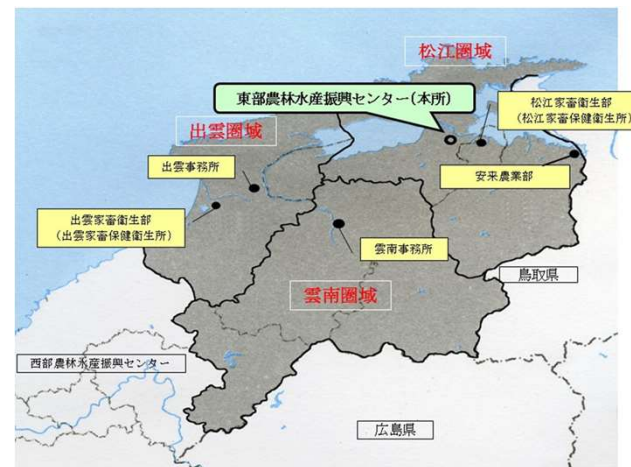 松江圏域
東部農林水産振興センター(本所)
松江家畜衛生部
(松江家畜保健衛生所)
出雲圏域
出雲事務所
安来農業部
出雲家畜衛生部
(出雲家畜保健衛生所)
雲南事務所
鳥取県
雲南圏域
西部農林水産振興センター
広島県